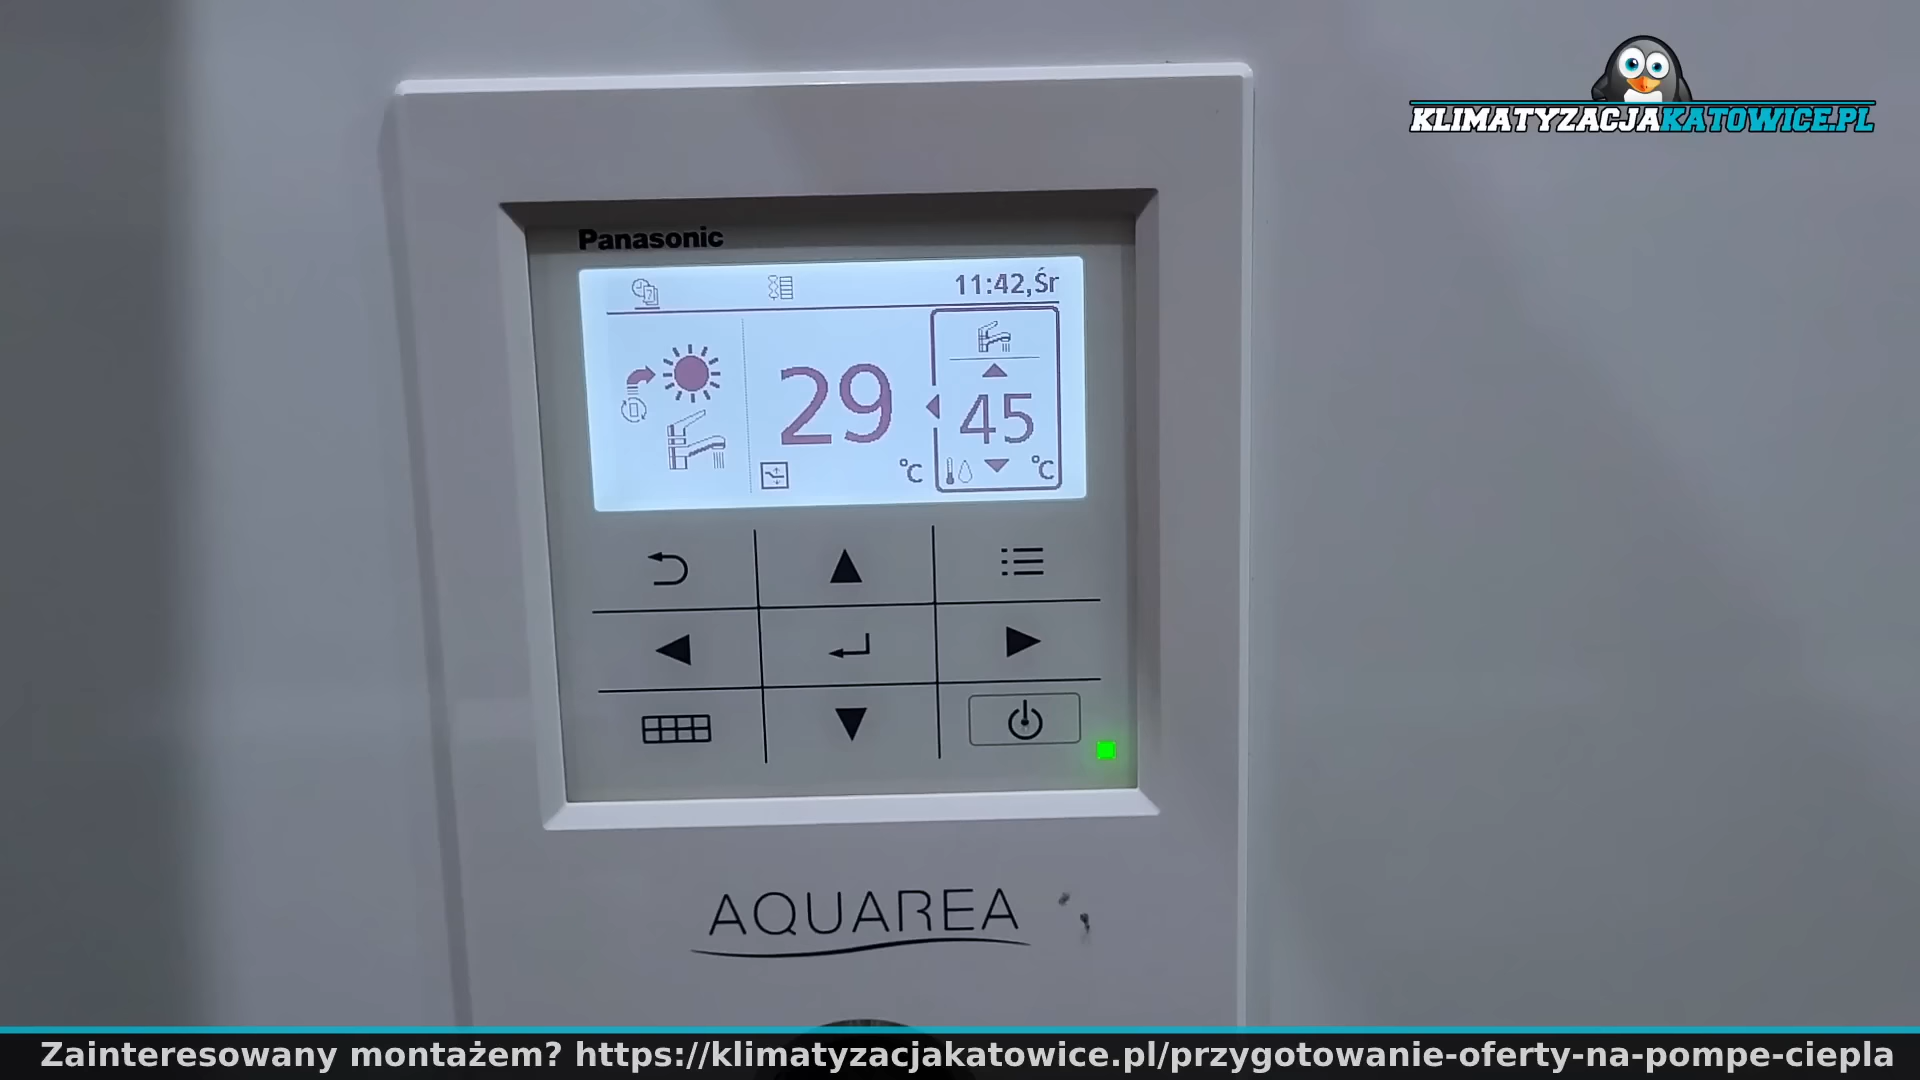 KLIMATYZACJAKATOWICE.PL
Panasonic
11:42,Śr
29 °C
45 °C
AQUAREA
Zainteresowany montażem? https://klimatyzacjakatowice.pl/przygotowanie-oferty-na-pompe-ciepla